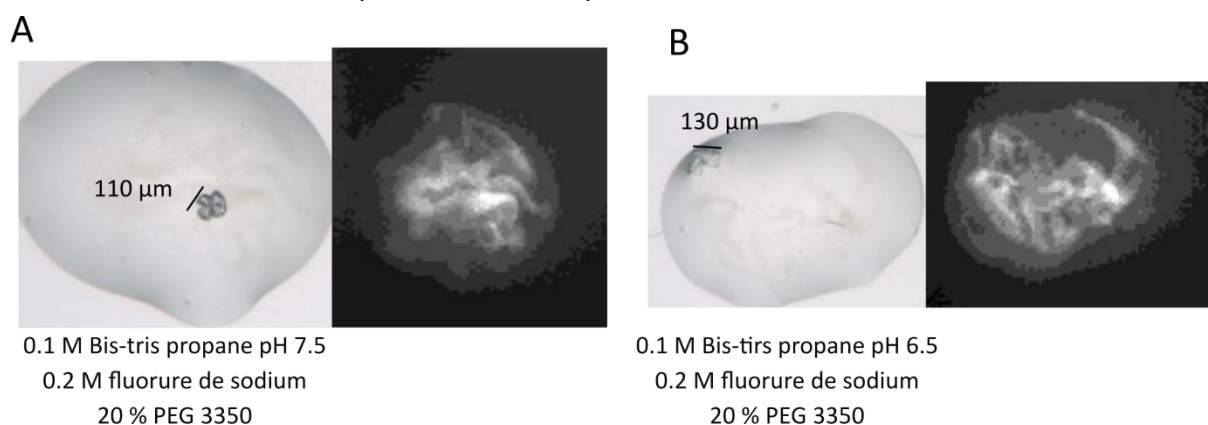 A
110 µm
0.1 M Bis-tris propane pH 7.5
0.2 M fluorure de sodium
20 % PEG 3350
B
130 µm
0.1 M Bis-tirs propane pH 6.5
0.2 M fluorure de sodium
20 % PEG 3350